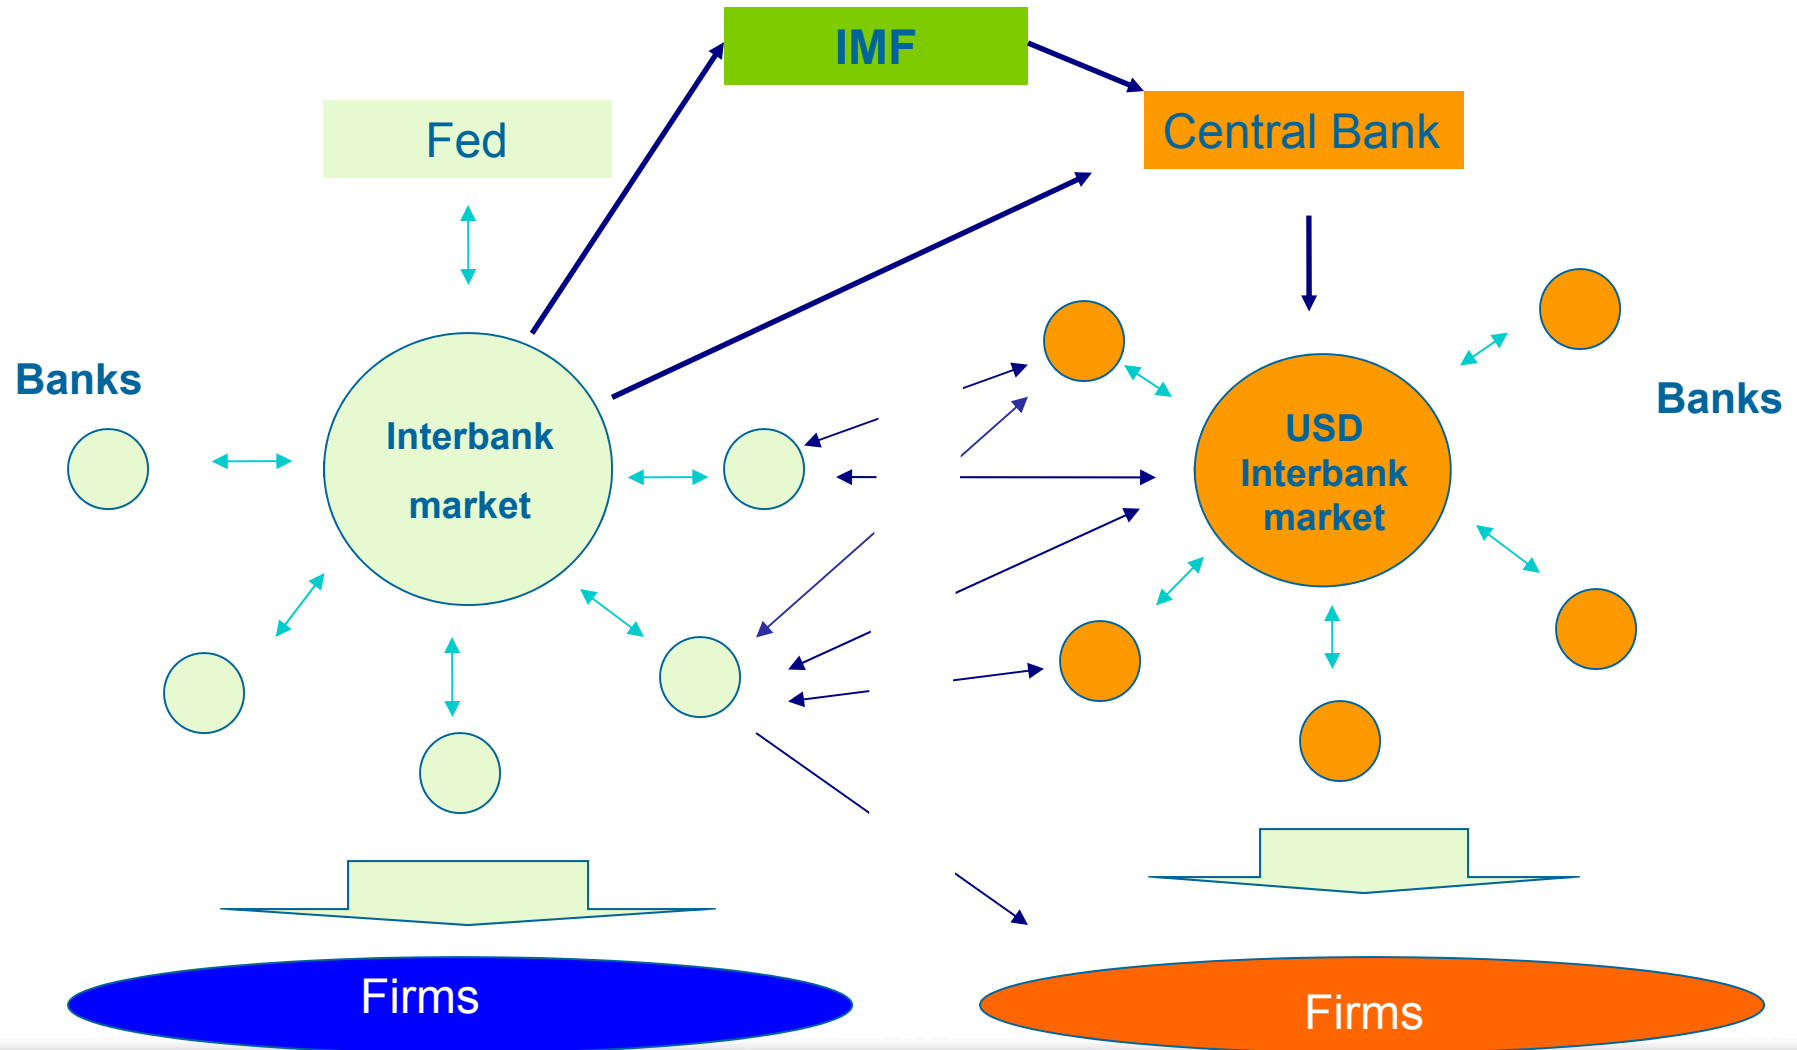 IMF
Fed
Central Bank
Banks
Banks
Interbank
market
USD
Interbank
market
Firms
Firms